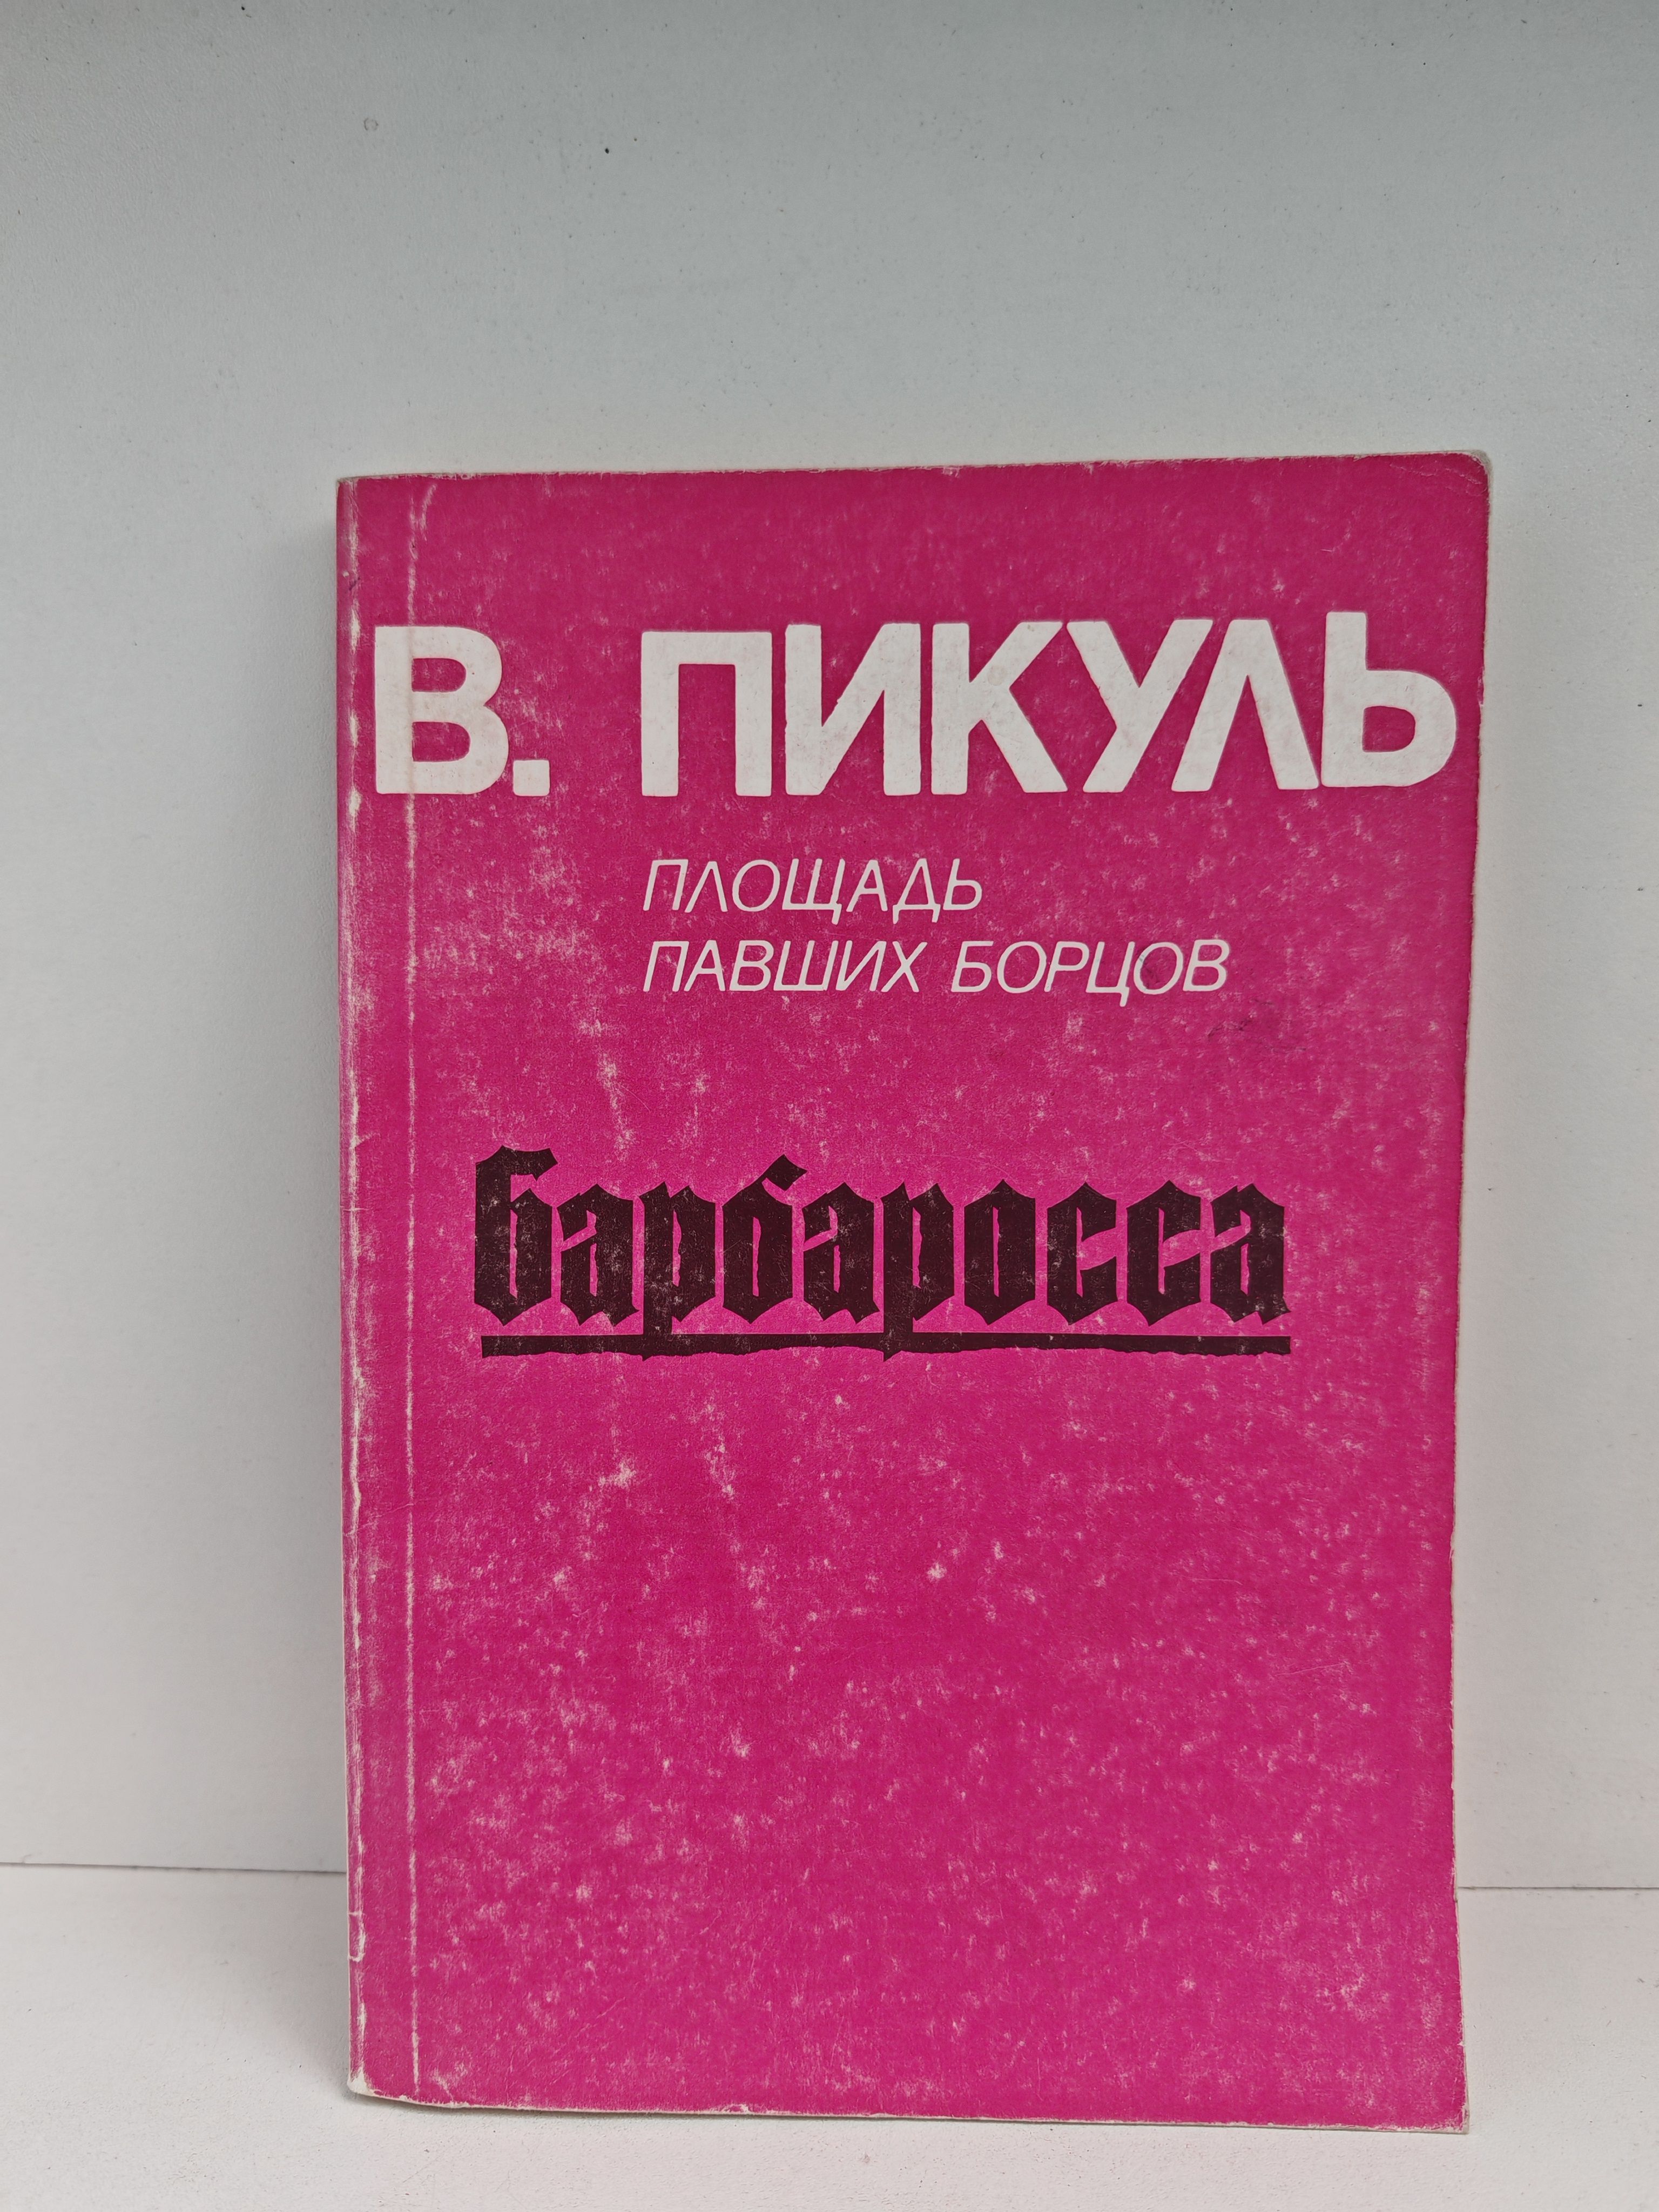 В. ПИКУЛЬ
ПЛОЩАДЬ
ПАВШИХ БОРЦОВ
барбаросса